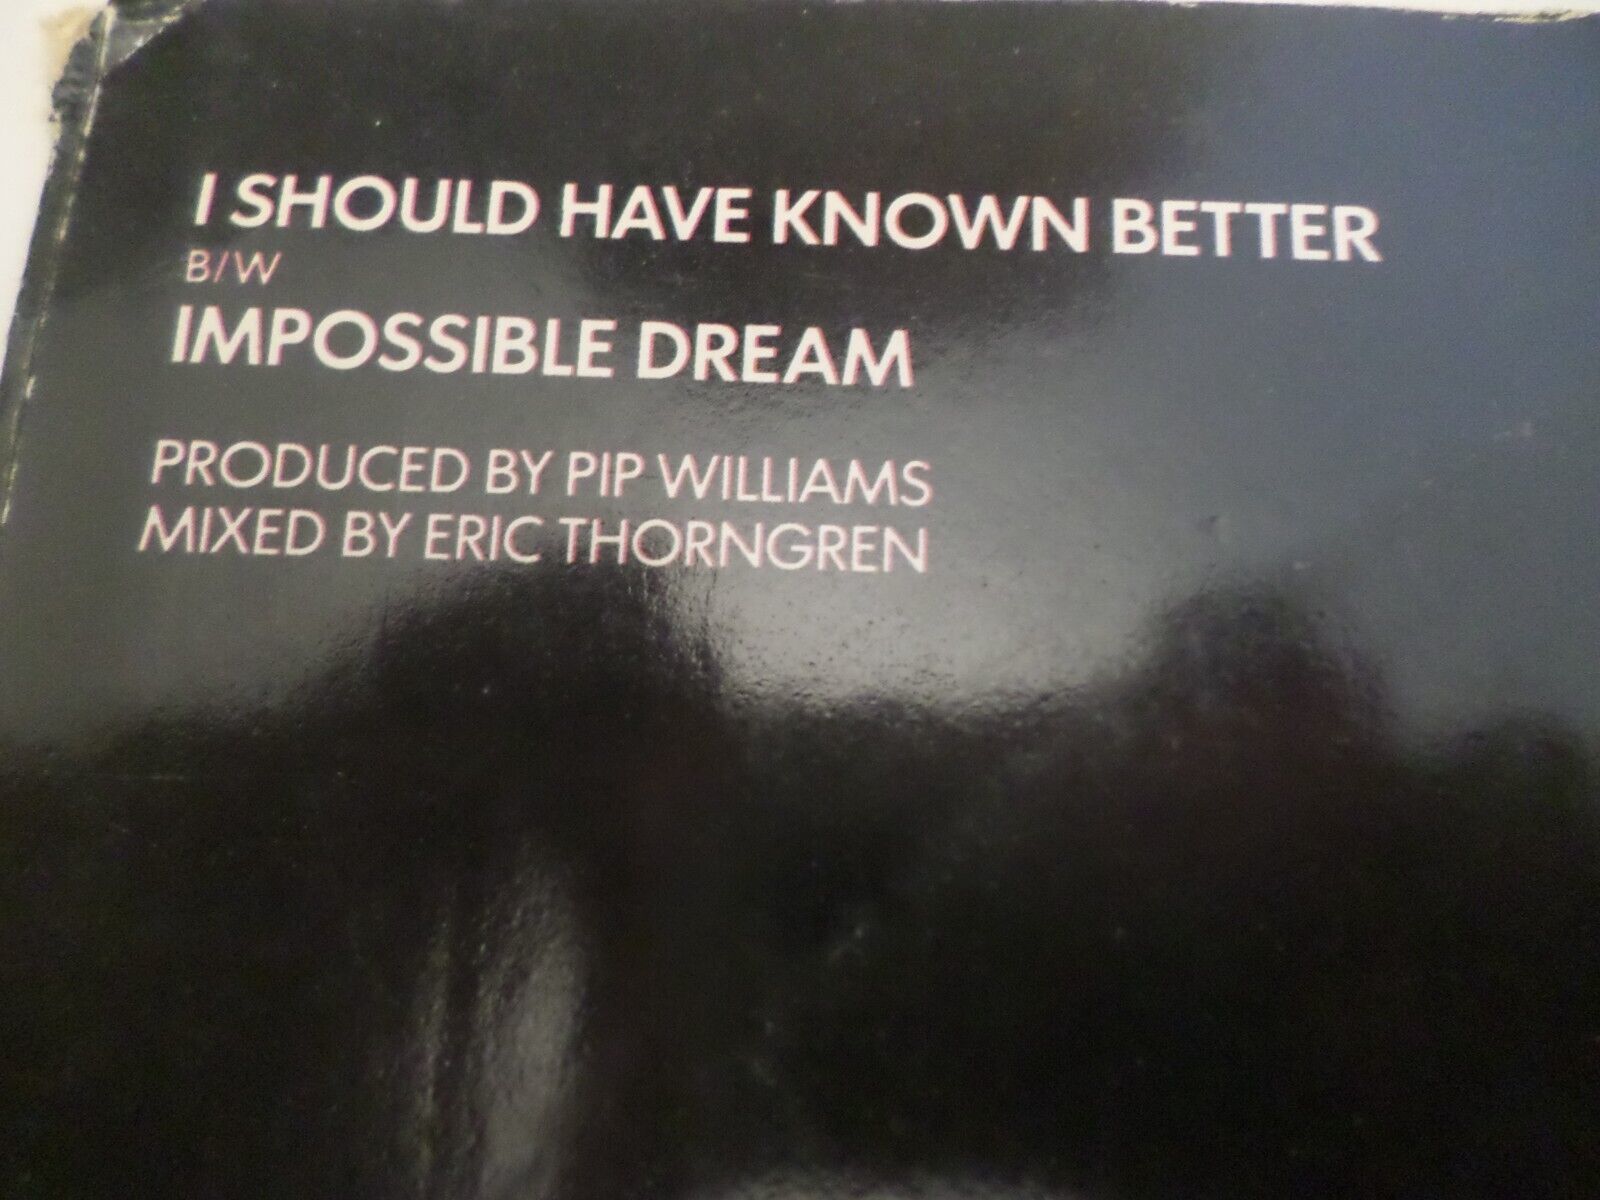 I SHOULD HAVE KNOWN BETTER
B/W
IMPOSSIBLE DREAM
PRODUCED BY PIP WILLIAMS
MIXED BY ERIC THORNGREN